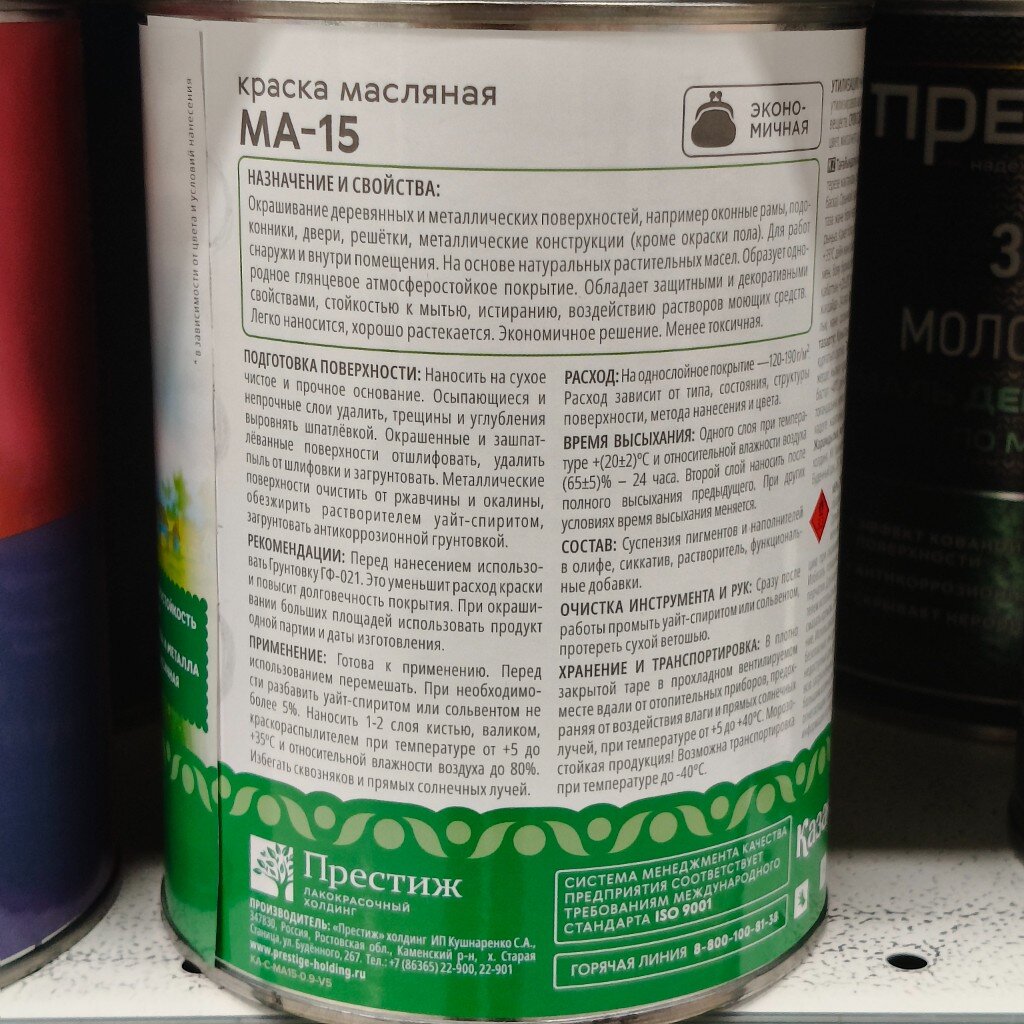 * в зависимости от цвета и условий нанесения
краска масляная
МА-15
ЭКОНО-
МИЧНАЯ
НАЗНАЧЕНИЕ И СВОЙСТВА:
Окрашивание деревянных и металлических поверхностей, например оконные рамы, подо-
конники, двери, решётки, металлические конструкции (кроме окраски пола). Для работ
снаружи и внутри помещения. На основе натуральных растительных масел. Образует одно-
родное глянцевое атмосферостойкое покрытие. Обладает защитными и декоративными
свойствами, стойкостью к мытью, истиранию, воздействию растворов моющих средств.
Легко наносится, хорошо растекается. Экономичное решение. Менее токсичная.
ПОДГОТОВКА ПОВЕРХНОСТИ: Наносить на сухое
чистое и прочное основание. Осыпающиеся и
непрочные слои удалить, трещины и углубления
выровнять шпатлёвкой. Окрашенные и зашпат-
лёванные поверхности отшлифовать, удалить
пыль от шлифовки и загрунтовать. Металлические
поверхности очистить от ржавчины и окалины,
обезжирить растворителем уайт-спиритом,
загрунтовать антикоррозионной грунтовкой.
РЕКОМЕНДАЦИИ: Перед нанесением использо-
вать Грунтовку ГФ-021. Это уменьшит расход краски
и повысит долговечность покрытия. При окраши-
вании больших площадей использовать продукт
одной партии и даты изготовления.
ПРИМЕНЕНИЕ: Готова к применению. Перед
использованием перемешать. При необходимо-
сти разбавить уайт-спиритом или сольвентом не
более 5%. Наносить 1-2 слоя кистью, валиком,
краскораспылителем при температуре от +5 до
+35°С и относительной влажности воздуха до 80%.
Избегать сквозняков и прямых солнечных лучей.
РАСХОД: На однослойное покрытие —120-190 г/м².
Расход зависит от типа, состояния, структуры
поверхности, метода нанесения и цвета.
ВРЕМЯ ВЫСЫХАНИЯ: Одного слоя при темпера-
туре +(20±2)°С и относительной влажности воздуха
(65±5)% – 24 часа. Второй слой наносить после
полного высыхания предыдущего. При других
условиях время высыхания меняется.
СОСТАВ: Суспензия пигментов и наполнителей
в олифе, сиккатив, растворитель, функциональ-
ные добавки.
ОЧИСТКА ИНСТРУМЕНТА И РУК: Сразу после
работы промыть уайт-спиритом или сольвентом,
протереть сухой ветошью.
ХРАНЕНИЕ И ТРАНСПОРТИРОВКА: В плотно
закрытой таре в прохладном вентилируемом
месте вдали от отопительных приборов, предох-
раняя от воздействия влаги и прямых солнечных
лучей, при температуре от +5 до +40°С. Морозо-
стойкая продукция! Возможна транспортировка
при температуре до -40°С.
Престиж
ЛАКОКРАСОЧНЫЙ
ХОЛДИНГ
ПРОИЗВОДИТЕЛЬ: «Престиж» холдинг ИП Кушнаренко С.А.,
347830, Россия, Ростовская обл., Каменский р-н, х. Старая
Станица, ул. Будённого, 267. Тел.: +7 (86365) 22-900, 22-901
www.prestige-holding.ru
КА-С-МА15-0.9-V5
СИСТЕМА МЕНЕДЖМЕНТА КАЧЕСТВА
ПРЕДПРИЯТИЯ СООТВЕТСТВУЕТ
ТРЕБОВАНИЯМ МЕЖДУНАРОДНОГО
СТАНДАРТА ISO 9001
ГОРЯЧАЯ ЛИНИЯ 8-800-100-81-38